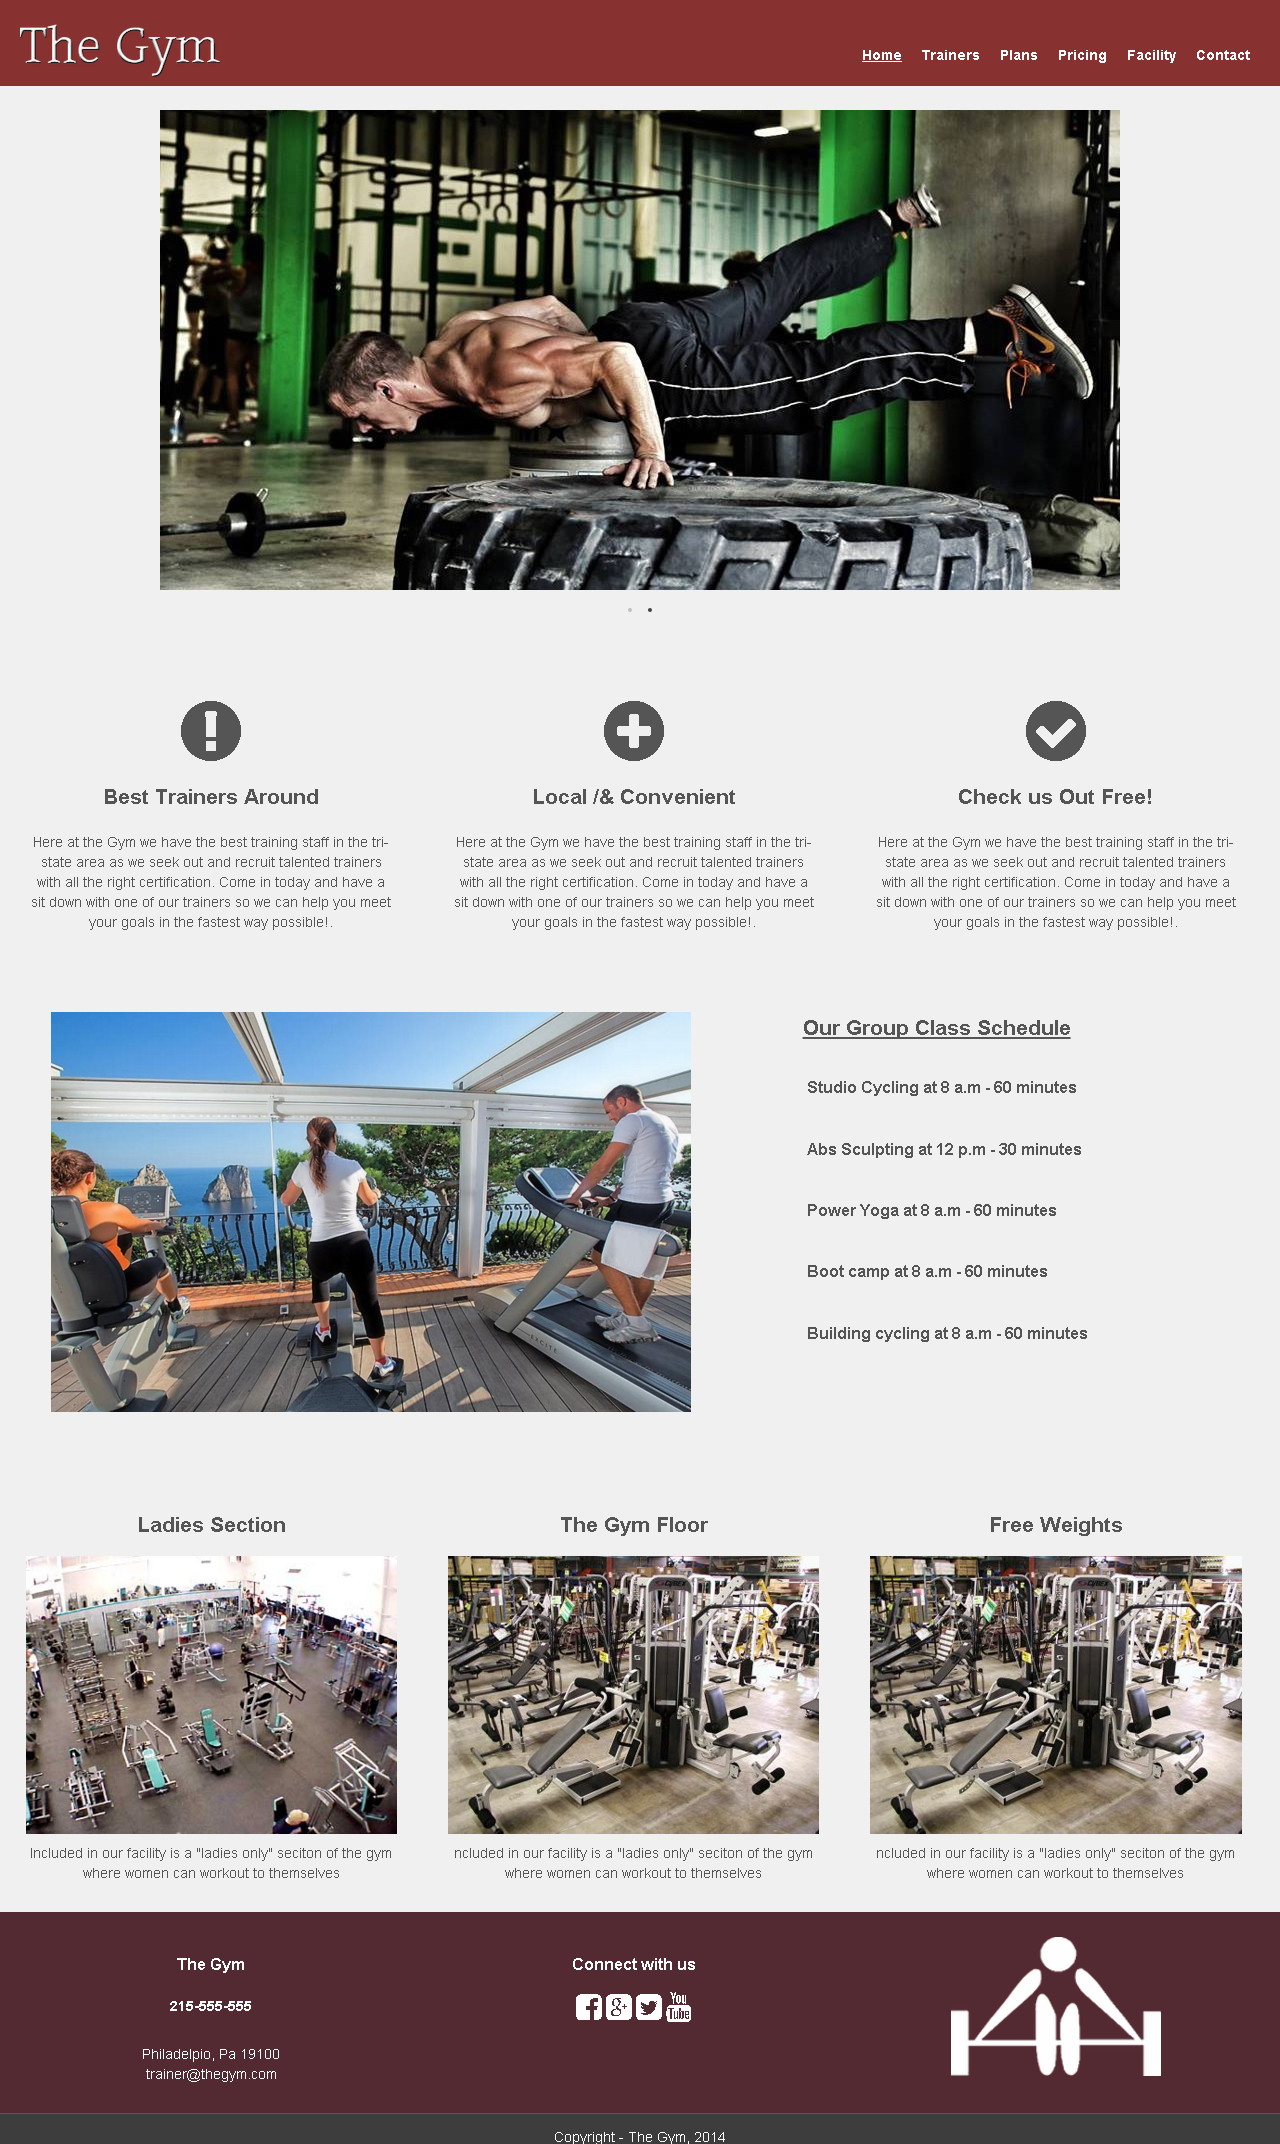 The Gym
Home Trainers Plans Pricing Facility Contact
TED
Best Trainers Around
Here at the Gym we have the best training staff in the tri-
state area as we seek out and recruit talented trainers
with all the right certification. Come in today and have a
sit down with one of our trainers so we can help you meet
your goals in the fastest way possible!.
Local /& Convenient
Here at the Gym we have the best training staff in the tri-
state area as we seek out and recruit talented trainers
with all the right certification. Come in today and have a
sit down with one of our trainers so we can help you meet
your goals in the fastest way possible!.
Check us Out Free!
Here at the Gym we have the best training staff in the tri-
state area as we seek out and recruit talented trainers
with all the right certification. Come in today and have a
sit down with one of our trainers so we can help you meet
your goals in the fastest way possible!.
EXCITE
Our Group Class Schedule
Studio Cycling at 8 a.m - 60 minutes
Abs Sculpting at 12 p.m - 30 minutes
Power Yoga at 8 a.m - 60 minutes
Boot camp at 8 a.m - 60 minutes
Building cycling at 8 a.m - 60 minutes
Ladies Section
Included in our facility is a "ladies only" seciton of the gym
where women can workout to themselves
The Gym Floor
CYBEX
ncluded in our facility is a "ladies only" seciton of the gym
where women can workout to themselves
Free Weights
CYBEX
ncluded in our facility is a "ladies only" seciton of the gym
where women can workout to themselves
The Gym
215-555-555
Philadelpio, Pa 19100
trainer@thegym.com
Connect with us
g+
You
Tube
Copyright - The Gym, 2014